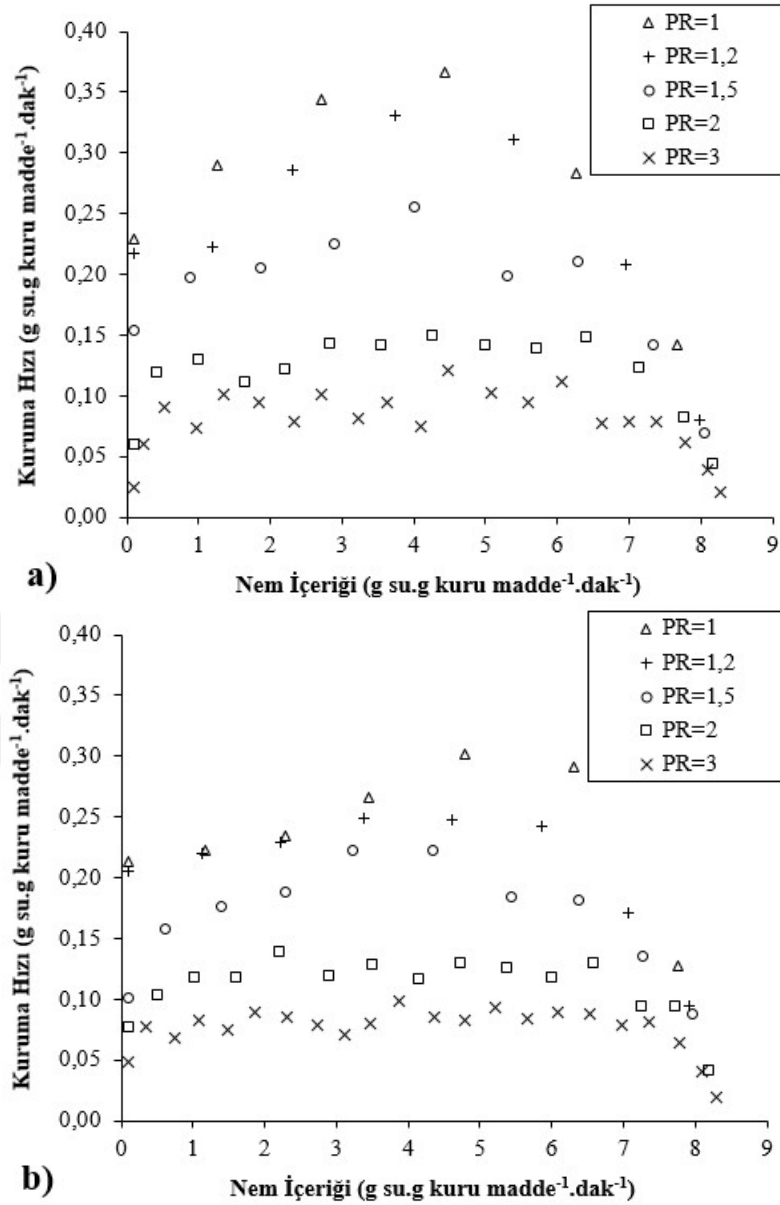 0,40
0,35
0,30
0,25
0,20
0,15
0,10
0,05
0,00
Kuruma Hızı (g su.g kuru madde⁻¹.dak⁻¹)
PR=1
PR=1,2
PR=1,5
PR=2
PR=3
0 1 2 3 4 5 6 7 8 9
Nem İçeriği (g su.g kuru madde⁻¹.dak⁻¹)
a)
0,40
0,35
0,30
0,25
0,20
0,15
0,10
0,05
0,00
Kuruma Hızı (g su.g kuru madde⁻¹.dak⁻¹)
PR=1
PR=1,2
PR=1,5
PR=2
PR=3
0 1 2 3 4 5 6 7 8 9
Nem İçeriği (g su.g kuru madde⁻¹.dak⁻¹)
b)